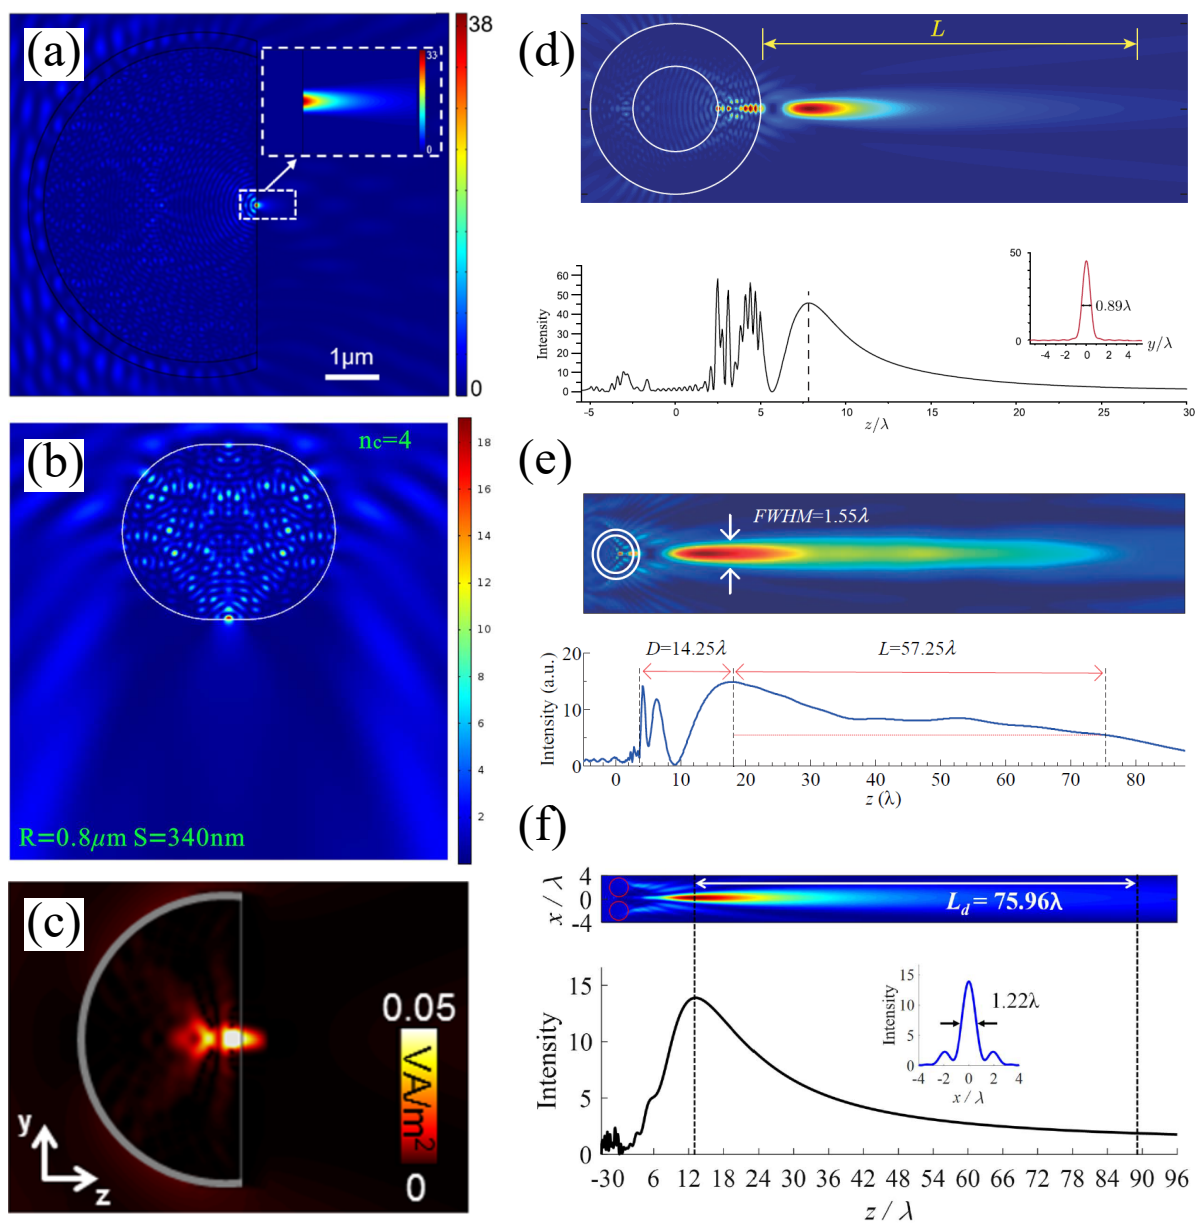 (a)
38
33
0
1μm
0
(b)
nc=4
18
16
14
12
10
8
6
4
2
R=0.8μm S=340nm
(c)
0.05
VA/m²
0
y
z
(d)
L
Intensity
60
50
40
30
20
10
0
-5 0 5 10 15 20 25 30
z/λ
50
0
0.89λ
-4 -2 0 2 4
y/λ
(e)
FWHM=1.55λ
D=14.25λ
L=57.25λ
Intensity (a.u.)
20
15
10
5
0
0 10 20 30 40 50 60 70 80
z (λ)
(f)
x / λ
4
0
-4
Ld = 75.96λ
Intensity
15
10
5
0
-30 6 12 18 24 30 36 42 48 54 60 66 72 78 84 90 96
z / λ
Intensity
15
10
5
0
1.22λ
-4 -2 0 2 4
x / λ